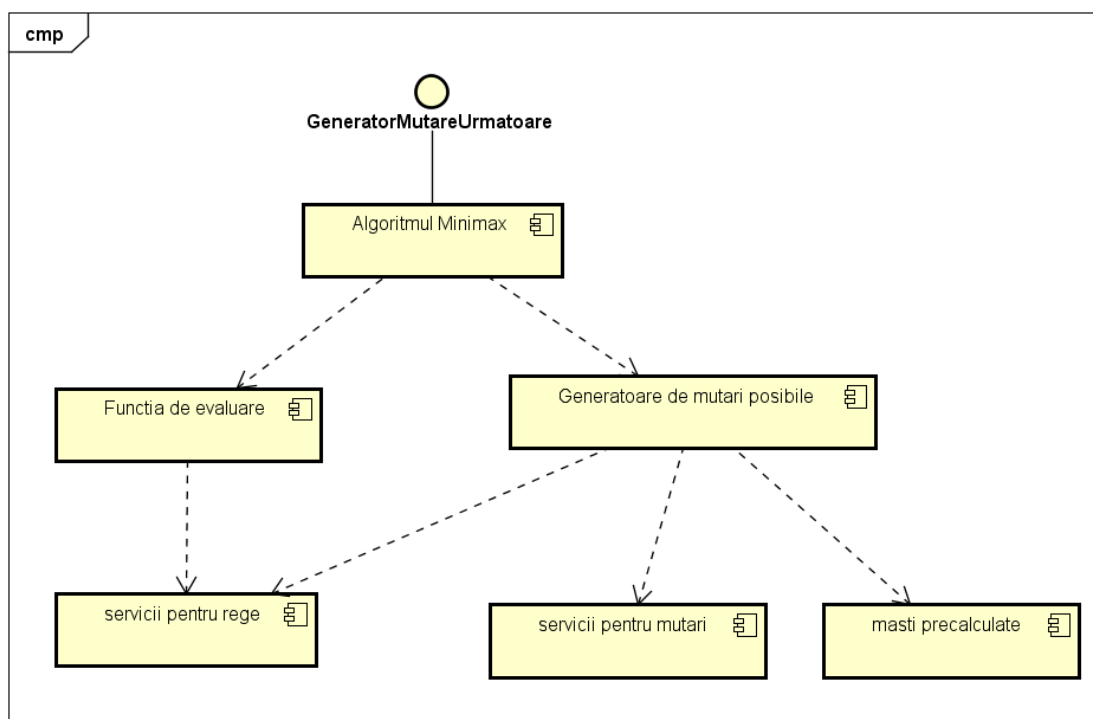 cmp
GeneratorMutareUrmatoare
Algoritmul Minimax
Functia de evaluare
Generatoare de mutari posibile
servicii pentru rege
servicii pentru mutari
masti precalculate